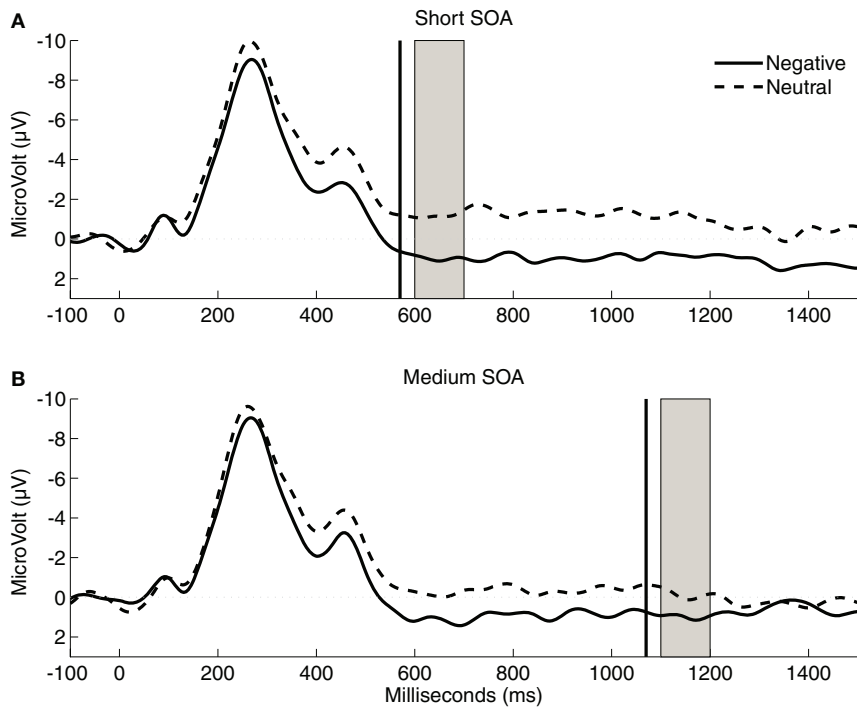 A
Short SOA
-10
-8
-6
-4
-2
0
2
MicroVolt (µV)
Negative
Neutral
-100 0 200 400 600 800 1000 1200 1400
B
Medium SOA
-10
-8
-6
-4
-2
0
2
MicroVolt (µV)
-100 0 200 400 600 800 1000 1200 1400
Milliseconds (ms)